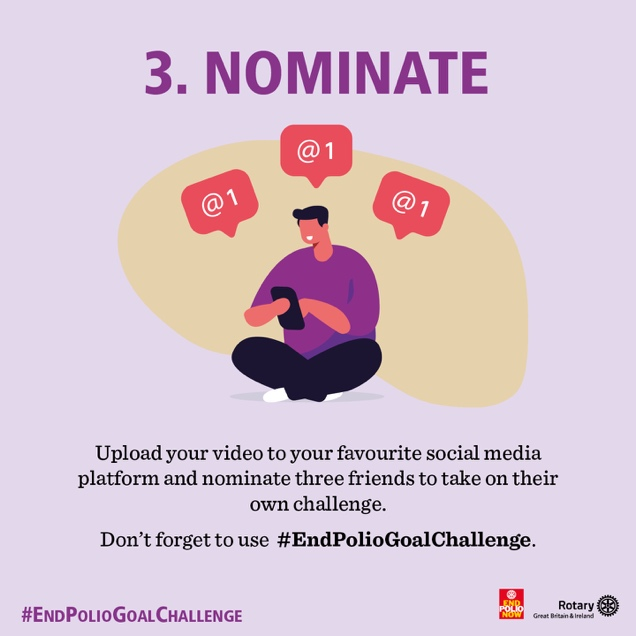 3. NOMINATE
@1
@1
@1
Upload your video to your favourite social media
platform and nominate three friends to take on their
own challenge.
Don’t forget to use #EndPolioGoalChallenge.
#ENDPOLIOGOALCHALLENGE
END
POLIO
NOW
Rotary
Great Britain & Ireland